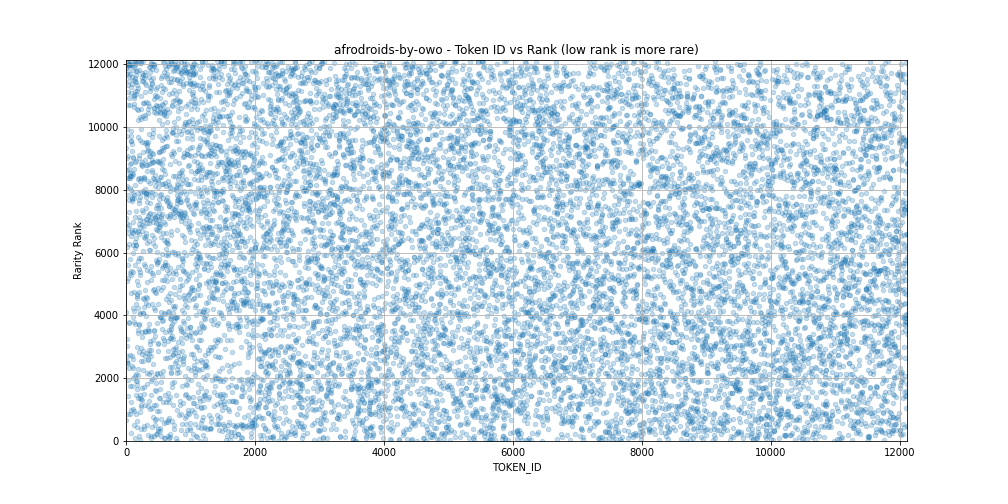 afrodroids-by-owo - Token ID vs Rank (low rank is more rare)
12000
10000
8000
6000
4000
2000
0
Rarity Rank
0 2000 4000 6000 8000 10000 12000
TOKEN_ID